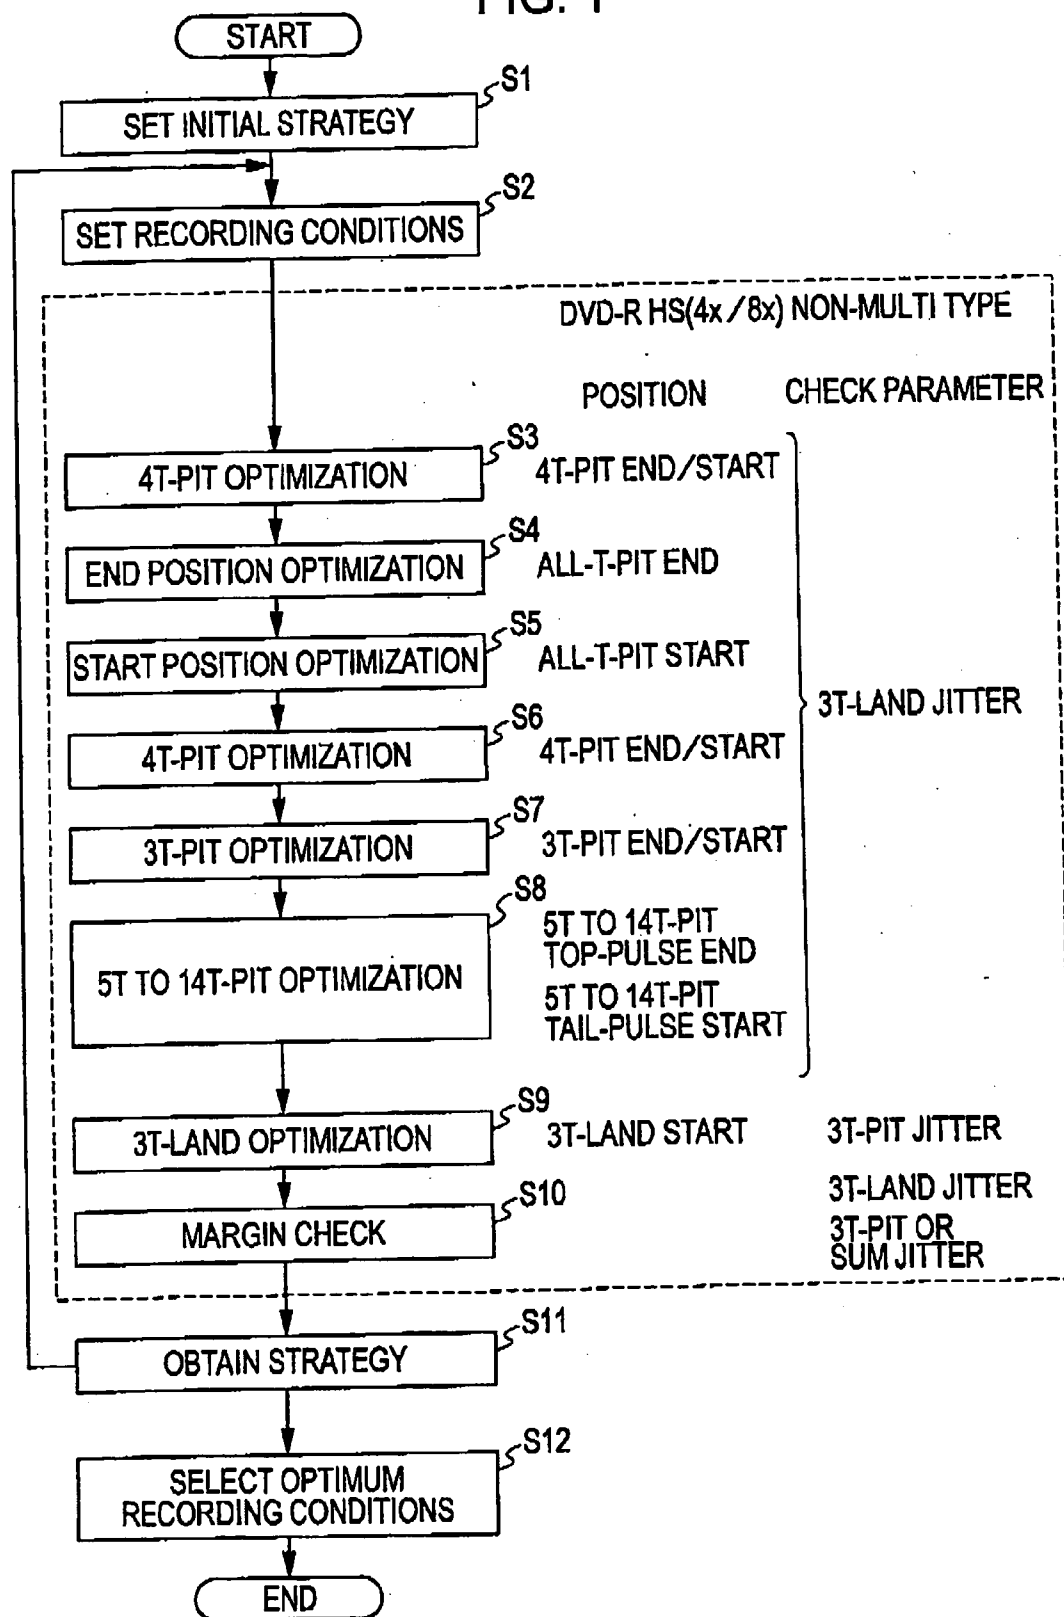 FIG. 1
START
S1
SET INITIAL STRATEGY
S2
SET RECORDING CONDITIONS
DVD-R HS(4x/8x) NON-MULTI TYPE
POSITION CHECK PARAMETER
S3
4T-PIT OPTIMIZATION 4T-PIT END/START
S4
END POSITION OPTIMIZATION ALL-T-PIT END
S5
START POSITION OPTIMIZATION ALL-T-PIT START
3T-LAND JITTER
S6
4T-PIT OPTIMIZATION 4T-PIT END/START
S7
3T-PIT OPTIMIZATION 3T-PIT END/START
S8
5T TO 14T-PIT OPTIMIZATION
5T TO 14T-PIT
TOP-PULSE END
5T TO 14T-PIT
TAIL-PULSE START
S9
3T-LAND OPTIMIZATION 3T-LAND START 3T-PIT JITTER
S10
MARGIN CHECK
3T-LAND JITTER
3T-PIT OR
SUM JITTER
S11
OBTAIN STRATEGY
S12
SELECT OPTIMUM
RECORDING CONDITIONS
END